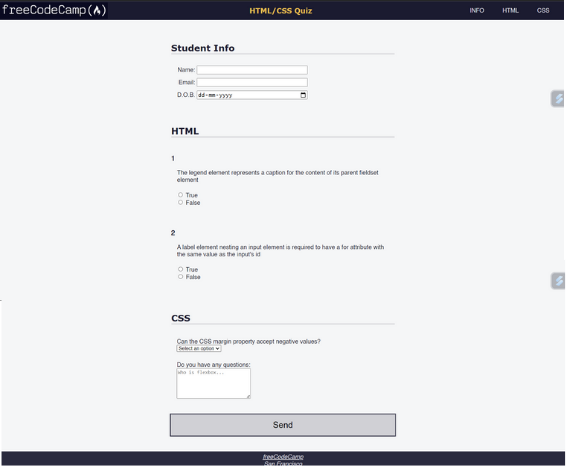 freeCodeCamp(🔥)
HTML/CSS Quiz
INFO
HTML
CSS
Student Info
Name:
Email:
D.O.B.
dd-mm-yyyy
HTML
1
The legend element represents a caption for the content of its parent fieldset
element
True
False
2
A label element nesting an input element is required to have a for attribute with
the same value as the input's id
True
False
CSS
Can the CSS margin property accept negative values?
Select an option
Do you have any questions:
Who is flexbox...
Send
freeCodeCamp
San Francisco